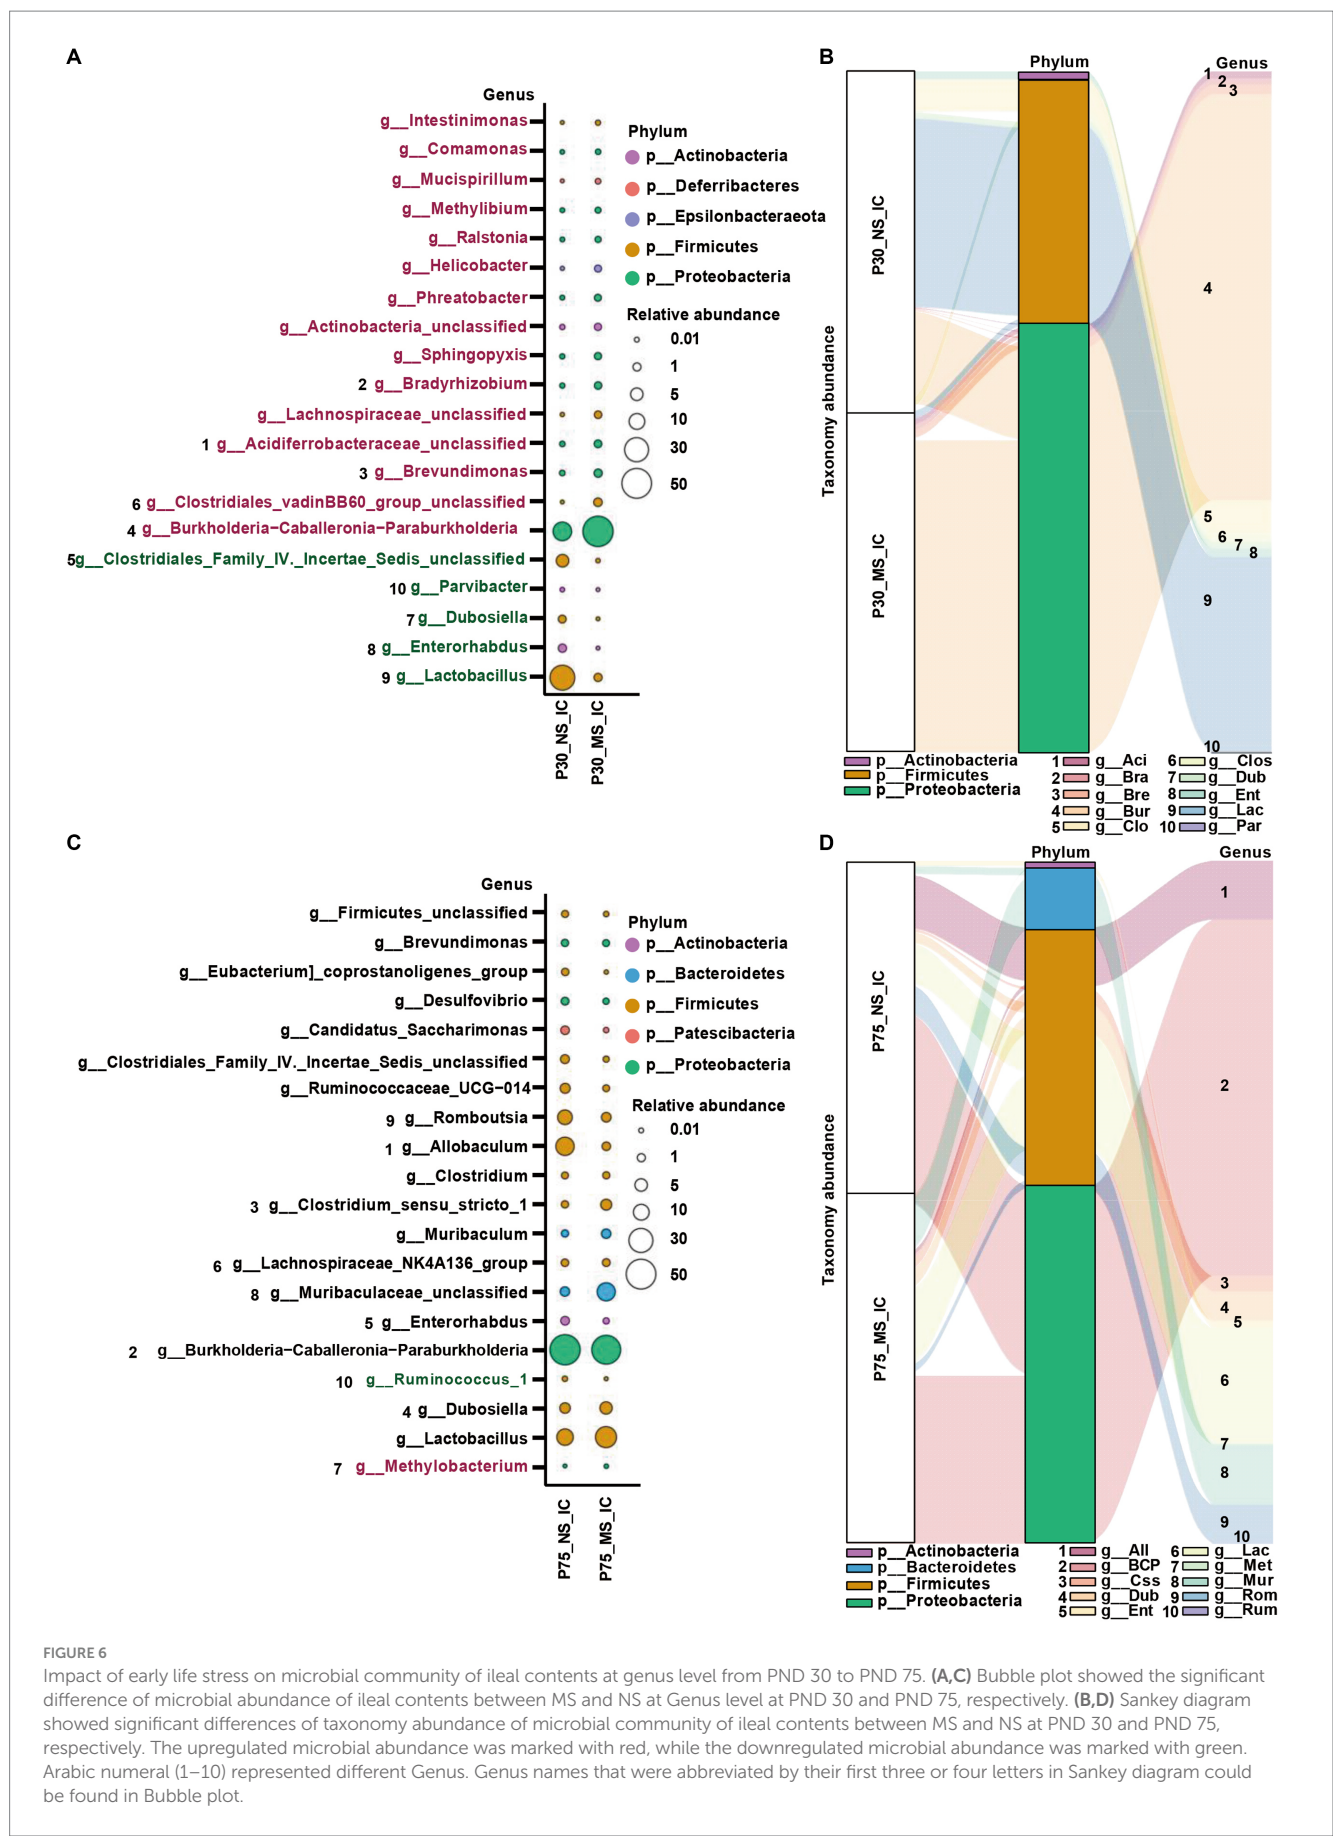 A
Genus
g__Intestinimonas
g__Comamonas
g__Mucispirillum
g__Methylibium
g__Ralstonia
g__Helicobacter
g__Phreatobacter
g__Actinobacteria_unclassified
g__Sphingopyxis
2 g__Bradyrhizobium
g__Lachnospiraceae_unclassified
1 g__Acidiferrobacteraceae_unclassified
3 g__Brevundimonas
6 g__Clostridiales_vadinBB60_group_unclassified
4 g__Burkholderia−Caballeronia−Paraburkholderia
5g__Clostridiales_Family_IV._Incertae_Sedis_unclassified
10 g__Parvibacter
7 g__Dubosiella
8 g__Enterorhabdus
9 g__Lactobacillus
P30_NS_IC
P30_MS_IC
Phylum
p__Actinobacteria
p__Deferribacteres
p__Epsilonbacteraeota
p__Firmicutes
p__Proteobacteria
Relative abundance
0.01
1
5
10
30
50
B
Phylum
Genus
Taxonomy abundance
P30_NS_IC
P30_MS_IC
1
2
3
4
5
6
7
8
9
10
p__Actinobacteria
p__Firmicutes
p__Proteobacteria
1 g__Aci
2 g__Bra
3 g__Bre
4 g__Bur
5 g__Clo
6 g__Clos
7 g__Dub
8 g__Ent
9 g__Lac
10 g__Par
C
Genus
g__Firmicutes_unclassified
g__Brevundimonas
g__Eubacterium]_coprostanoligenes_group
g__Desulfovibrio
g__Candidatus_Saccharimonas
g__Clostridiales_Family_IV._Incertae_Sedis_unclassified
g__Ruminococcaceae_UCG−014
9 g__Romboutsia
1 g__Allobaculum
g__Clostridium
3 g__Clostridium_sensu_stricto_1
g__Muribaculum
6 g__Lachnospiraceae_NK4A136_group
8 g__Muribaculaceae_unclassified
5 g__Enterorhabdus
2 g__Burkholderia−Caballeronia−Paraburkholderia
10 g__Ruminococcus_1
4 g__Dubosiella
g__Lactobacillus
7 g__Methylobacterium
P75_NS_IC
P75_MS_IC
Phylum
p__Actinobacteria
p__Bacteroidetes
p__Firmicutes
p__Patescibacteria
p__Proteobacteria
Relative abundance
0.01
1
5
10
30
50
D
Phylum
Genus
Taxonomy abundance
P75_NS_IC
P75_MS_IC
1
2
3
4
5
6
7
8
9
10
p__Actinobacteria
p__Bacteroidetes
p__Firmicutes
p__Proteobacteria
1 g__All
2 g__BCP
3 g__Css
4 g__Dub
5 g__Ent
6 g__Lac
7 g__Met
8 g__Mur
9 g__Rom
10 g__Rum
FIGURE 6
Impact of early life stress on microbial community of ileal contents at genus level from PND 30 to PND 75. (A,C) Bubble plot showed the significant
difference of microbial abundance of ileal contents between MS and NS at Genus level at PND 30 and PND 75, respectively. (B,D) Sankey diagram
showed significant differences of taxonomy abundance of microbial community of ileal contents between MS and NS at PND 30 and PND 75,
respectively. The upregulated microbial abundance was marked with red, while the downregulated microbial abundance was marked with green.
Arabic numeral (1–10) represented different Genus. Genus names that were abbreviated by their first three or four letters in Sankey diagram could
be found in Bubble plot.